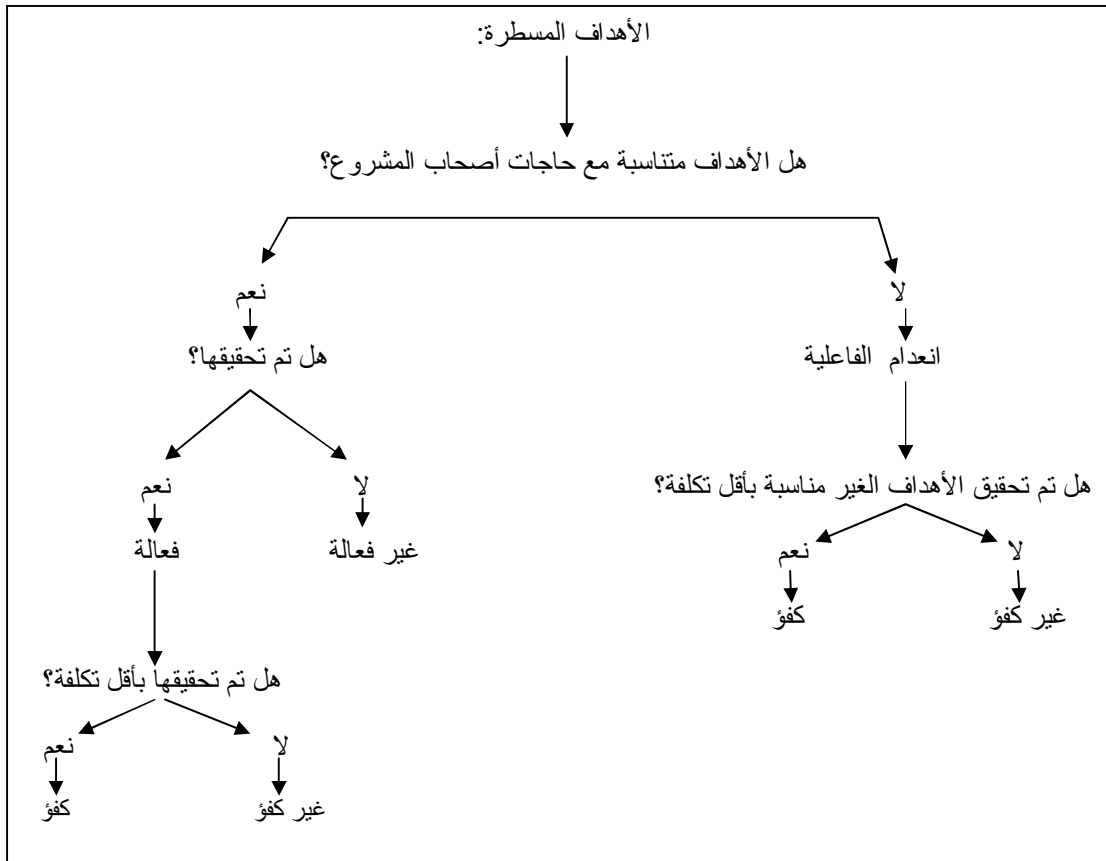 الأهداف المسطرة:
هل الأهداف متناسبة مع حاجات أصحاب المشروع؟
لا
نعم
انعدام الفاعلية
هل تم تحقيقها؟
هل تم تحقيق الأهداف الغير مناسبة بأقل تكلفة؟
لا
نعم
لا
نعم
غير فعالة
فعالة
غير كفؤ
كفؤ
هل تم تحقيقها بأقل تكلفة؟
لا
نعم
غير كفؤ
كفؤ